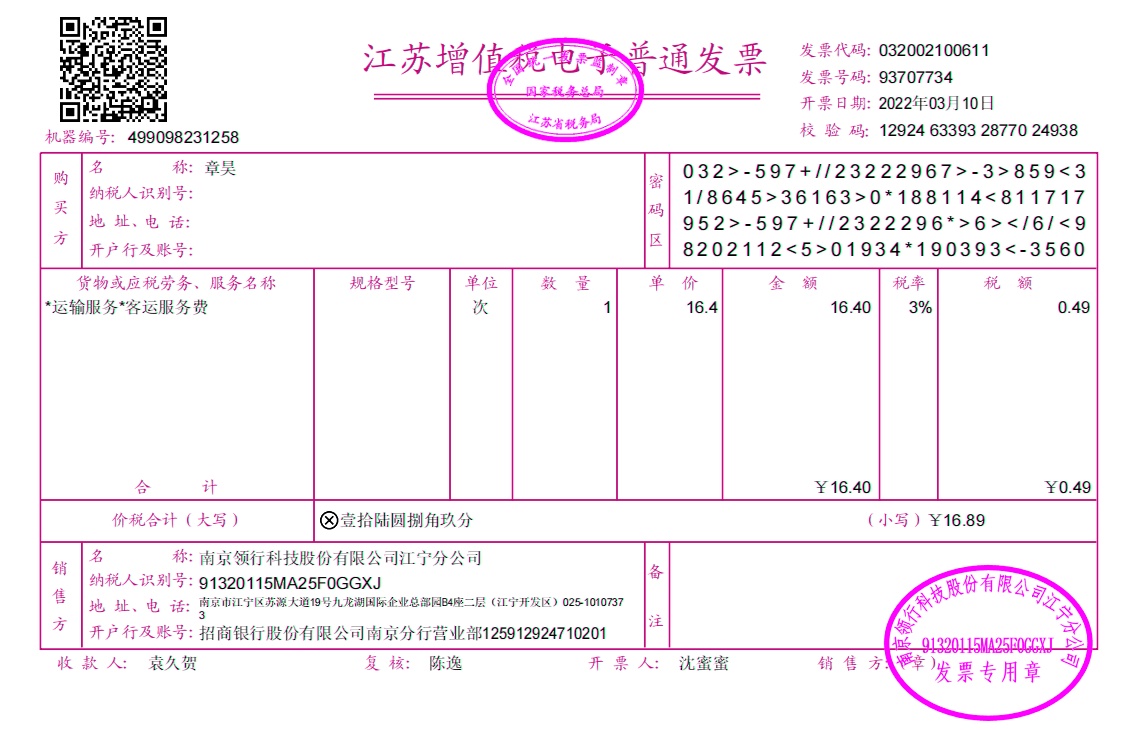 江苏增值税电子普通发票
全国统一发票监制章
国家税务总局
江苏省税务局
发票代码: 032002100611
发票号码: 93707734
开票日期: 2022年03月10日
校 验 码: 12924 63393 28770 24938
机器编号: 499098231258
购买方
名 称: 章昊
纳税人识别号:
地 址、电 话:
开户行及账号:
密码区
032>-597+//23222967>-3>859<3
1/8645>36163>0*188114<811717
952>-597+//2322296*>6></6/<9
8202112<5>01934*190393<-3560
货物或应税劳务、服务名称 规格型号 单位 数 量 单 价 金 额 税率 税 额
*运输服务*客运服务费 次 1 16.4 16.40 3% 0.49
合 计 ￥16.40 ￥0.49
价税合计（大写） ⊗壹拾陆圆捌角玖分 （小写）￥16.89
销售方
名 称: 南京领行科技股份有限公司江宁分公司
纳税人识别号: 91320115MA25F0GGXJ
地 址、电 话: 南京市江宁区苏源大道19号九龙湖国际企业总部园B4座二层（江宁开发区）025-1010737
3
开户行及账号: 招商银行股份有限公司南京分行营业部125912924710201
备注
收 款 人: 袁久贺 复 核: 陈逸 开 票 人: 沈蜜蜜 销 售 方:（章）
南京领行科技股份有限公司江宁分公司
91320115MA25F0GGXJ
发票专用章